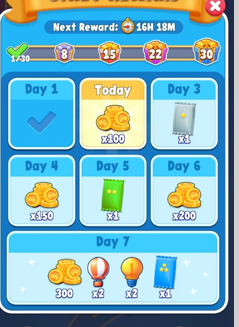 Next Reward: 16H 18M
1/30 8 15 22 30
Day 1 Today Day 3
x100 x1
Day 4 Day 5 Day 6
x150 x1 x200
Day 7
300 x2 x2 x1